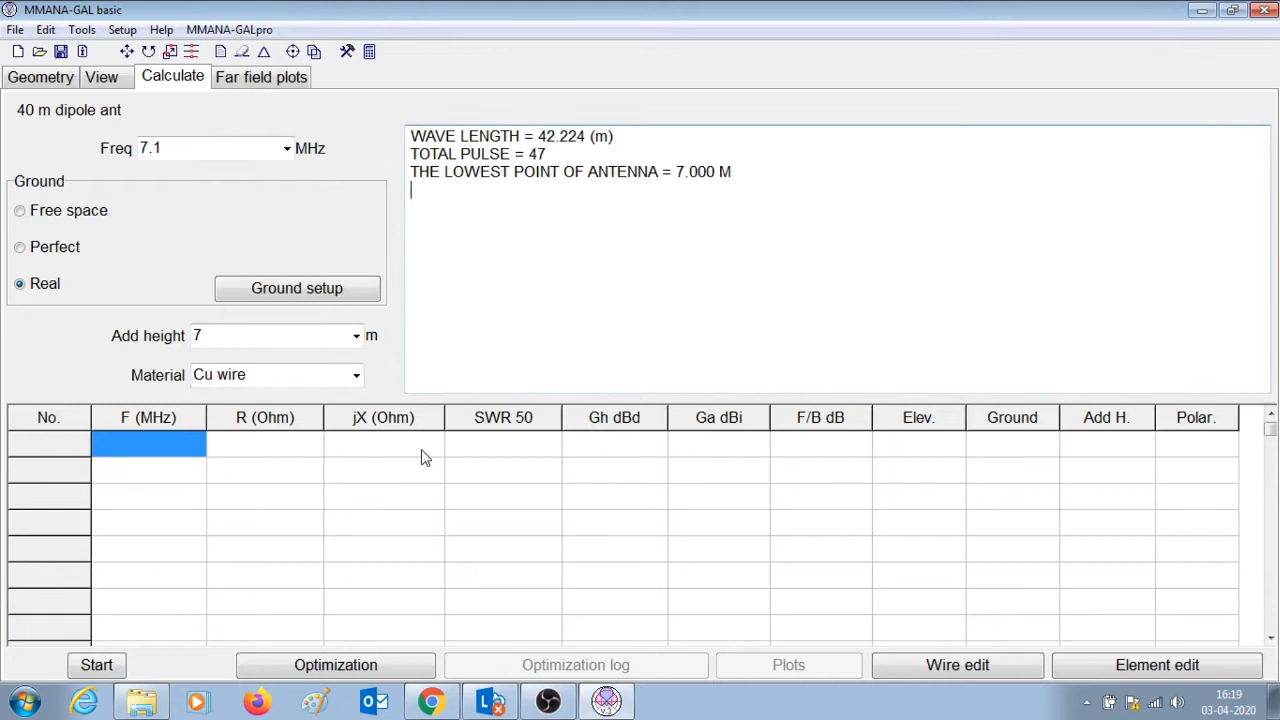 MMANA-GAL basic
File Edit Tools Setup Help MMANA-GALpro
Geometry View Calculate Far field plots
40 m dipole ant
Freq 7.1 MHz
Ground
Free space
Perfect
Real Ground setup
Add height 7 m
Material Cu wire
WAVE LENGTH = 42.224 (m)
TOTAL PULSE = 47
THE LOWEST POINT OF ANTENNA = 7.000 M
No. F (MHz) R (Ohm) jX (Ohm) SWR 50 Gh dBd Ga dBi F/B dB Elev. Ground Add H. Polar.
Start Optimization Optimization log Plots Wire edit Element edit
16:19
03-04-2020